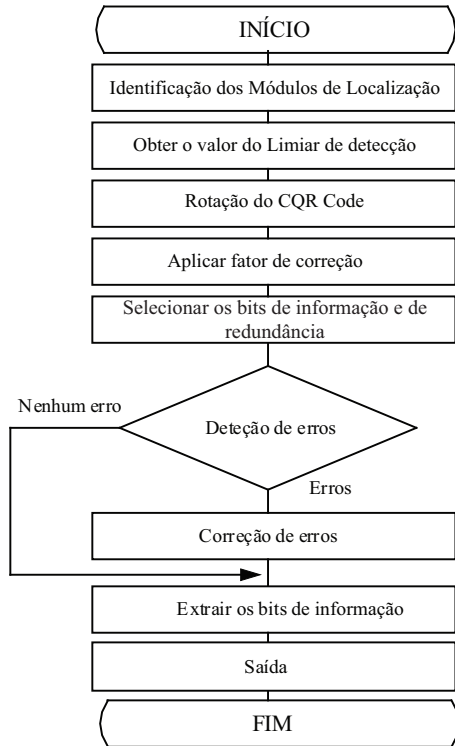 INÍCIO
Identificação dos Módulos de Localização
Obter o valor do Limiar de detecção
Rotação do CQR Code
Aplicar fator de correção
Selecionar os bits de informação e de
redundância
Nenhum erro
Deteção de erros
Erros
Correção de erros
Extrair os bits de informação
Saída
FIM